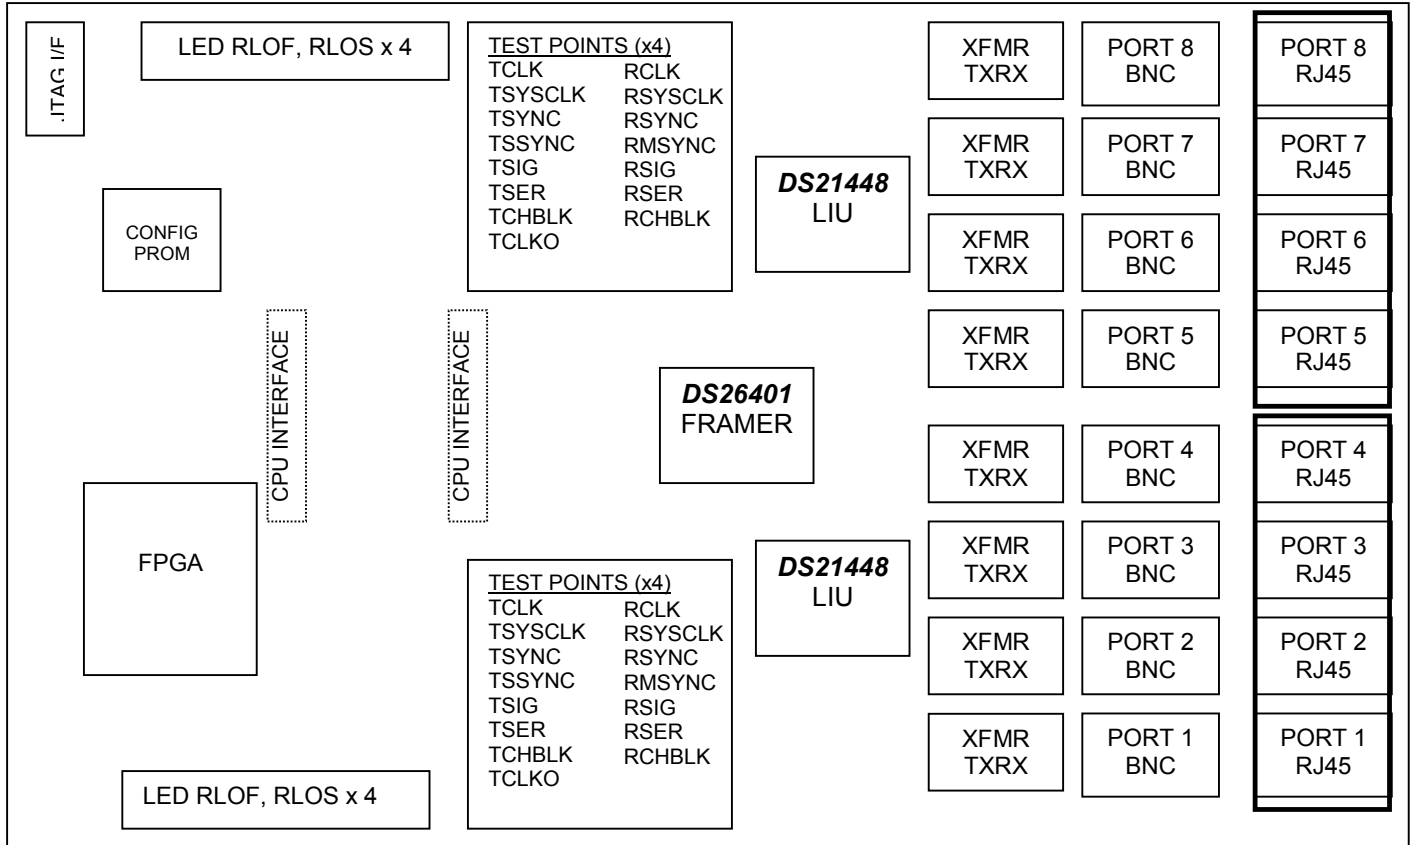 JTAG I/F
LED RLOF, RLOS x 4
TEST POINTS (x4)
TCLK RCLK
TSYSCLK RSYSCLK
TSYNC RSYNC
TSSYNC RMSYNC
TSIG RSIG
TSER RSER
TCHBLK RCHBLK
TCLKO
CONFIG
PROM
DS21448
LIU
XFMR
TXRX
PORT 8
BNC
PORT 8
RJ45
XFMR
TXRX
PORT 7
BNC
PORT 7
RJ45
XFMR
TXRX
PORT 6
BNC
PORT 6
RJ45
XFMR
TXRX
PORT 5
BNC
PORT 5
RJ45
CPU INTERFACE
CPU INTERFACE
DS26401
FRAMER
FPGA
XFMR
TXRX
PORT 4
BNC
PORT 4
RJ45
XFMR
TXRX
PORT 3
BNC
PORT 3
RJ45
DS21448
LIU
TEST POINTS (x4)
TCLK RCLK
TSYSCLK RSYSCLK
TSYNC RSYNC
TSSYNC RMSYNC
TSIG RSIG
TSER RSER
TCHBLK RCHBLK
TCLKO
XFMR
TXRX
PORT 2
BNC
PORT 2
RJ45
XFMR
TXRX
PORT 1
BNC
PORT 1
RJ45
LED RLOF, RLOS x 4